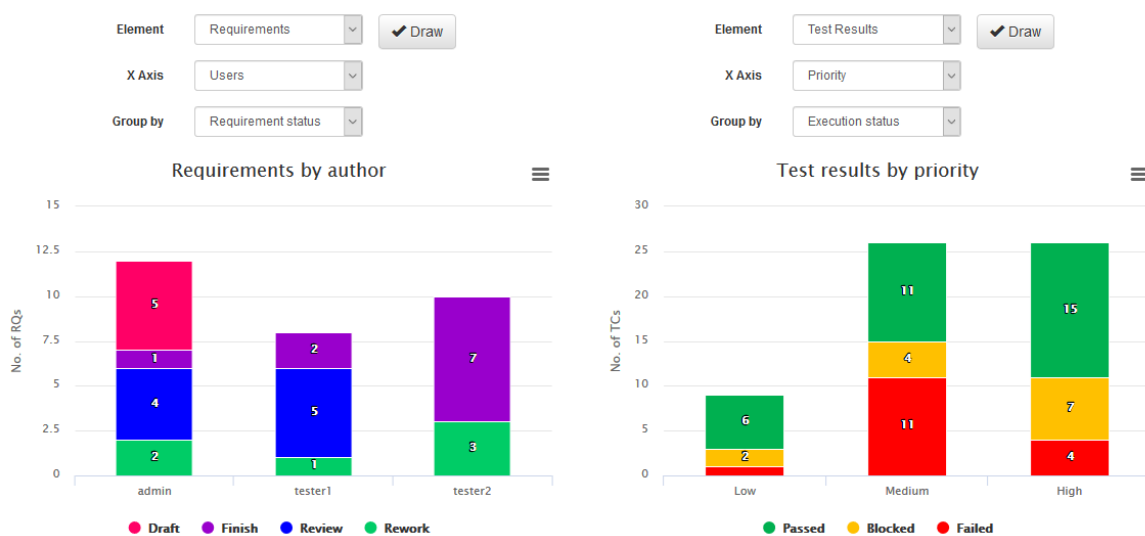 Element Requirements Draw
X Axis Users
Group by Requirement status
Requirements by author
No. of RQs
15
12.5
10
7.5
5
2.5
0
5
1
4
2
2
5
1
7
3
admin tester1 tester2
Draft Finish Review Rework
Element Test Results Draw
X Axis Priority
Group by Execution status
Test results by priority
No. of TCs
30
25
20
15
10
5
0
6
2
11
4
11
15
7
4
Low Medium High
Passed Blocked Failed